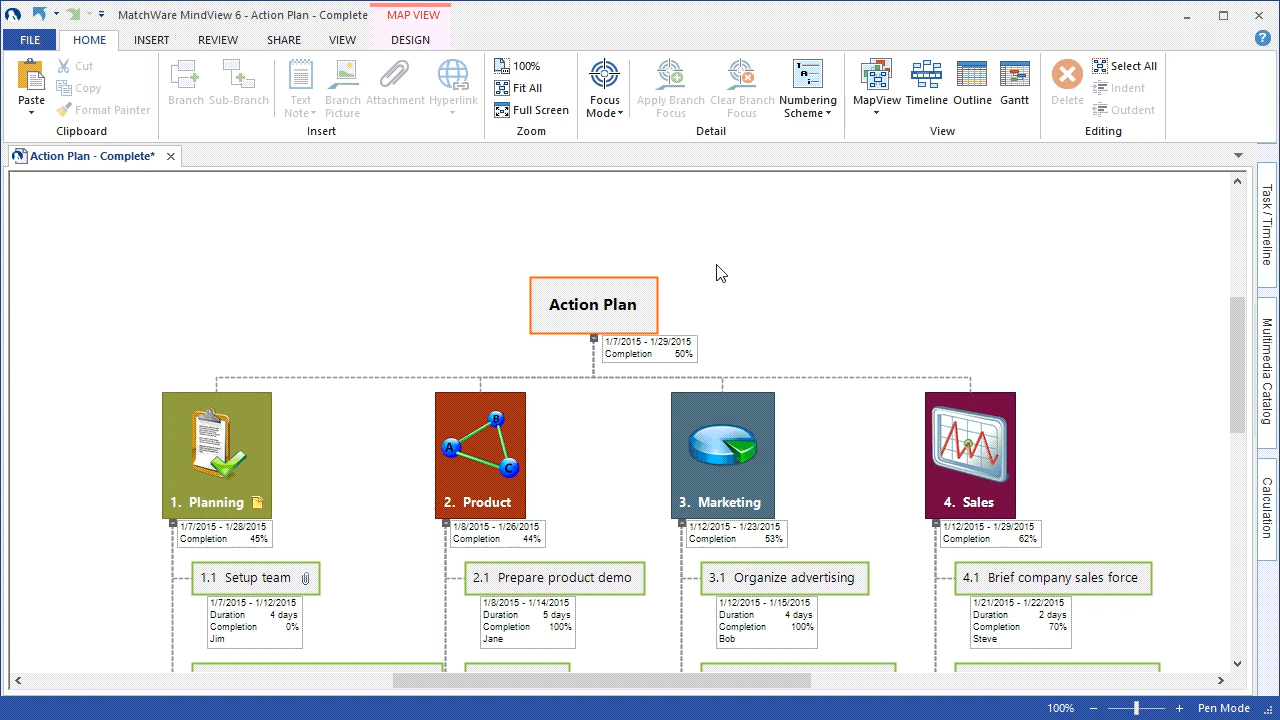 MatchWare MindView 6 - Action Plan - Complete
MAP VIEW
FILE
HOME
INSERT
REVIEW
SHARE
VIEW
DESIGN
Paste
Cut
Copy
Format Painter
Clipboard
Branch
Sub-Branch
Text Note
Branch Picture
Attachment
Hyperlink
Insert
100%
Fit All
Full Screen
Zoom
Focus Mode
Apply Branch Focus
Clear Branch Focus
Numbering Scheme
Detail
MapView
Timeline
Outline
Gantt
View
Delete
Select All
Indent
Outdent
Editing
Action Plan - Complete*
Task / Timeline
Multimedia Catalog
Calculation
Action Plan
1/7/2015 - 1/29/2015
Completion 50%
A
B
C
1. Planning
2. Product
3. Marketing
4. Sales
1/7/2015 - 1/28/2015
Completion 45%
1/8/2015 - 1/26/2015
Completion 44%
1/12/2015 - 1/23/2015
Completion 53%
1/12/2015 - 1/29/2015
Completion 62%
1.1 Setup team
2.1 Prepare product demo
3.1 Organize advertising
4.1 Brief company sales force
1/7/2015 - 1/12/2015
Duration 4 days
Completion 0%
Jim
1/8/2015 - 1/14/2015
Duration 5 days
Completion 100%
Jane
1/12/2015 - 1/15/2015
Duration 4 days
Completion 100%
Bob
1/21/2015 - 1/22/2015
Duration 2 days
Completion 70%
Steve
100%
Pen Mode